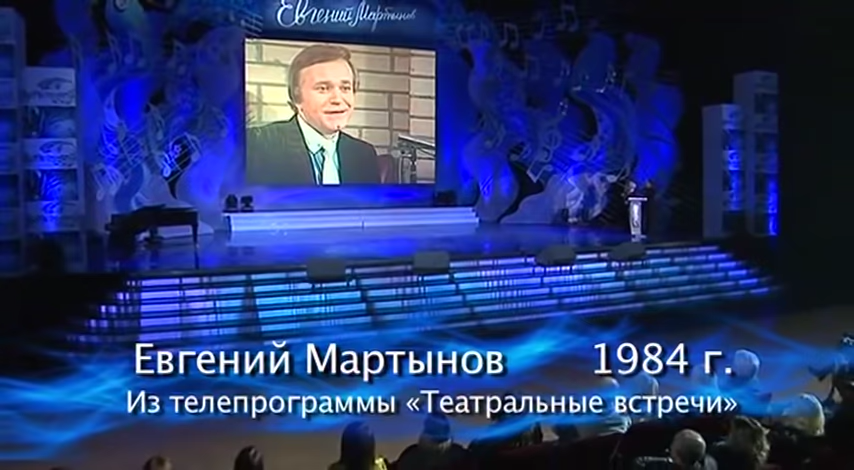 Евгений Мартынов
Евгений Мартынов 1984 г.
Из телепрограммы «Театральные встречи»